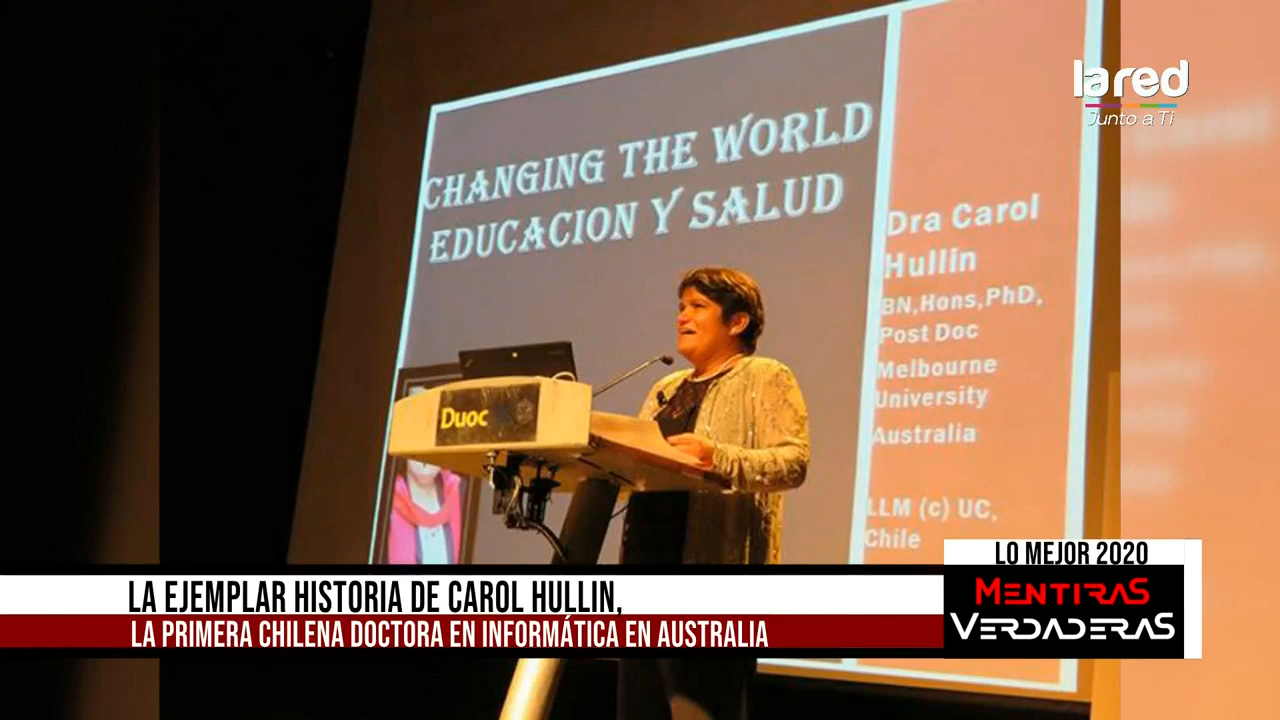 lared
Junto a Ti
CHANGING THE WORLD
EDUCACION Y SALUD
Dra Carol
Hullin
BN,Hons,PhD,
Post Doc
Melbourne
University
Australia
LLM (c) UC,
Chile
Duoc
LO MEJOR 2020
MENTIRAS
VERDADERAS
LA EJEMPLAR HISTORIA DE CAROL HULLIN,
LA PRIMERA CHILENA DOCTORA EN INFORMÁTICA EN AUSTRALIA